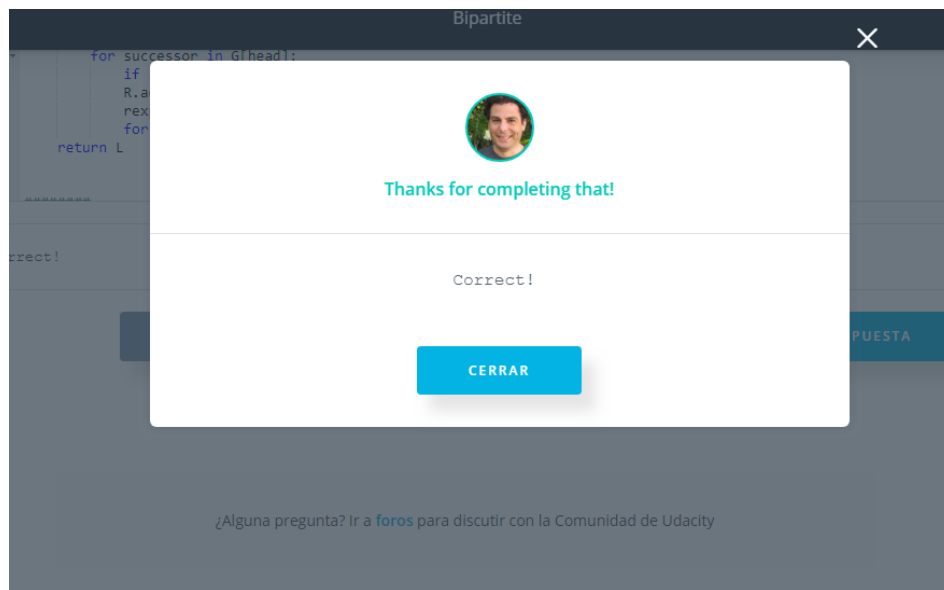 Bipartite
for successor in G[head]:
if
R.a
rex
for
return L
########
rrect!
Thanks for completing that!
Correct!
CERRAR
PUESTA
¿Alguna pregunta? Ir a foros para discutir con la Comunidad de Udacity